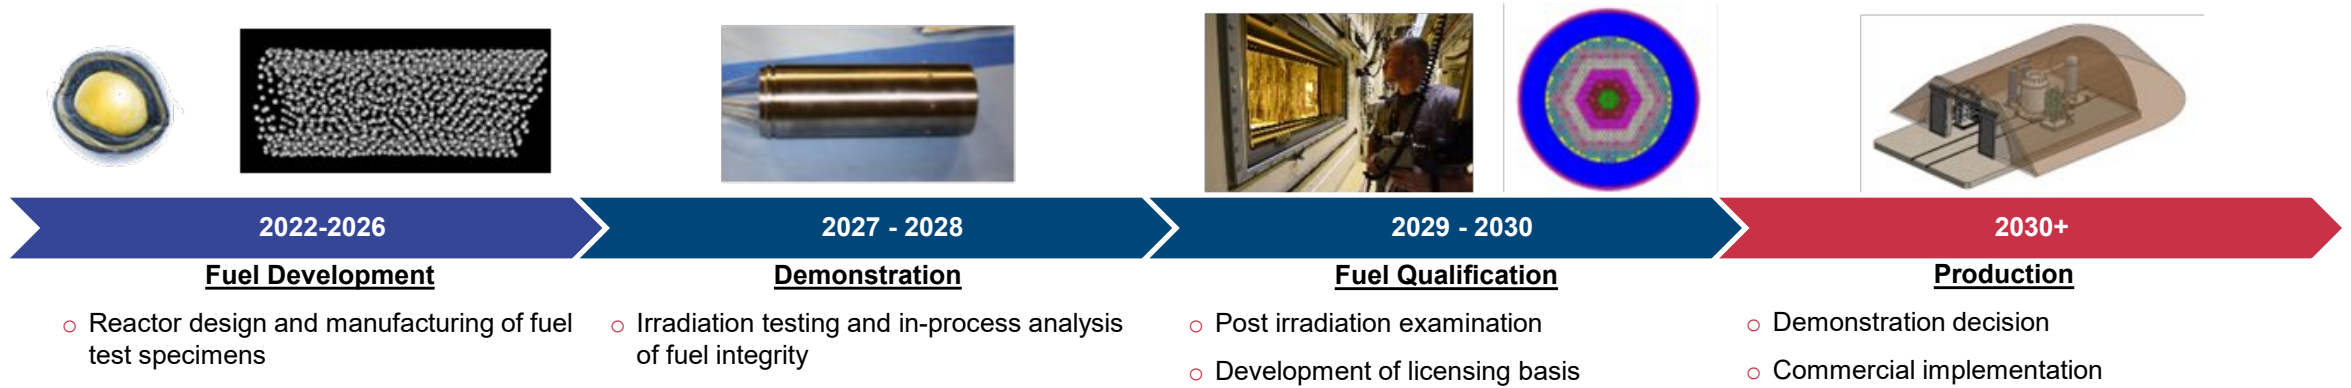 2022-2026
Fuel Development
○ Reactor design and manufacturing of fuel
test specimens
2027 - 2028
Demonstration
○ Irradiation testing and in-process analysis
of fuel integrity
2029 - 2030
Fuel Qualification
○ Post irradiation examination
○ Development of licensing basis
2030+
Production
○ Demonstration decision
○ Commercial implementation